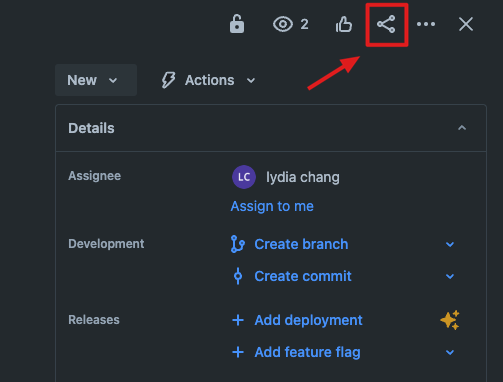 2
New
Actions
Details
Assignee
LC
lydia chang
Assign to me
Development
Create branch
Create commit
Releases
Add deployment
Add feature flag